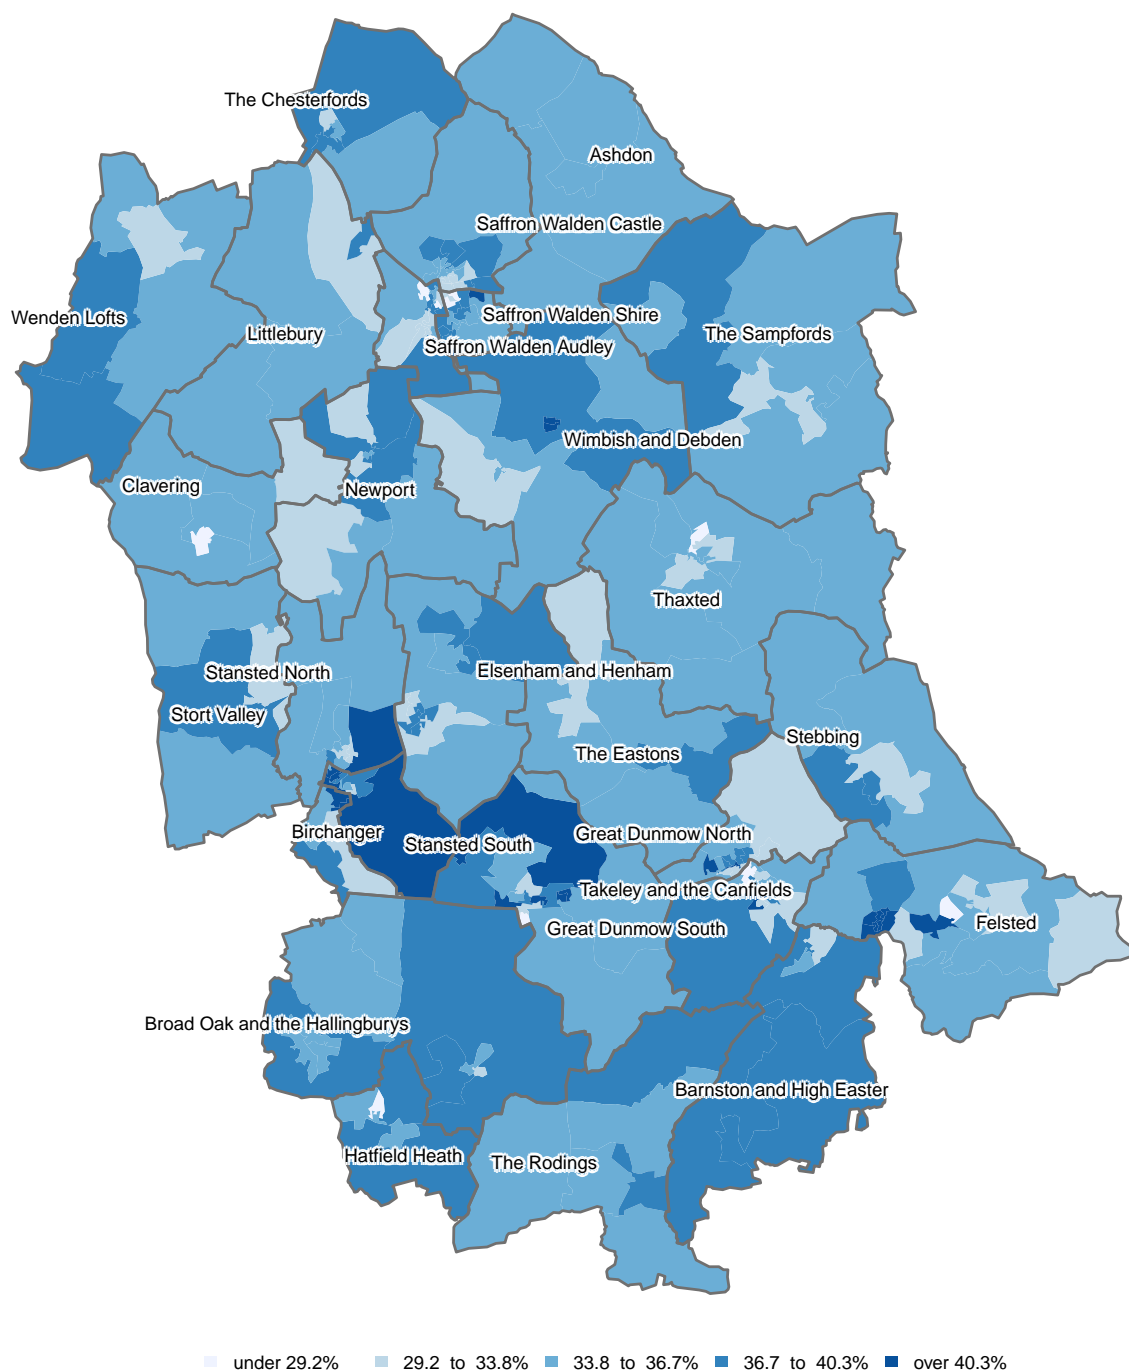 The Chesterfords
Ashdon
Saffron Walden Castle
Wenden Lofts
Saffron Walden Shire
Littlebury
The Sampfords
Saffron Walden Audley
Wimbish and Debden
Clavering
Newport
Thaxted
Stansted North
Elsenham and Henham
Stort Valley
Stebbing
The Eastons
Birchanger
Great Dunmow North
Stansted South
Takeley and the Canfields
Felsted
Great Dunmow South
Broad Oak and the Hallingburys
Barnston and High Easter
Hatfield Heath
The Rodings
under 29.2% 29.2 to 33.8% 33.8 to 36.7% 36.7 to 40.3% over 40.3%